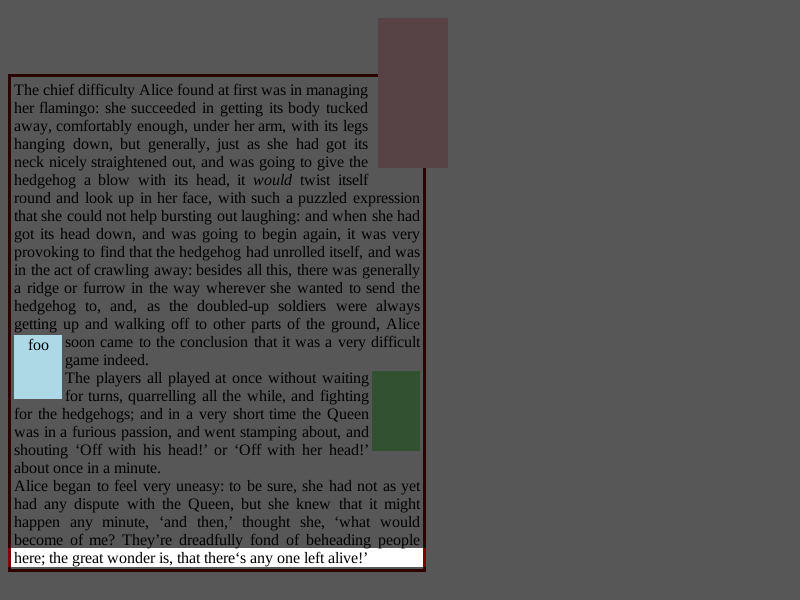 The chief difficulty Alice found at first was in managing
her flamingo: she succeeded in getting its body tucked
away, comfortably enough, under her arm, with its legs
hanging down, but generally, just as she had got its
neck nicely straightened out, and was going to give the
hedgehog a blow with its head, it would twist itself
round and look up in her face, with such a puzzled expression
that she could not help bursting out laughing: and when she had
got its head down, and was going to begin again, it was very
provoking to find that the hedgehog had unrolled itself, and was
in the act of crawling away: besides all this, there was generally
a ridge or furrow in the way wherever she wanted to send the
hedgehog to, and, as the doubled-up soldiers were always
getting up and walking off to other parts of the ground, Alice
foo
soon came to the conclusion that it was a very difficult
game indeed.
The players all played at once without waiting
for turns, quarrelling all the while, and fighting
for the hedgehogs; and in a very short time the Queen
was in a furious passion, and went stamping about, and
shouting ‘Off with his head!’ or ‘Off with her head!’
about once in a minute.
Alice began to feel very uneasy: to be sure, she had not as yet
had any dispute with the Queen, but she knew that it might
happen any minute, ‘and then,’ thought she, ‘what would
become of me? They’re dreadfully fond of beheading people
here; the great wonder is, that there‘s any one left alive!’